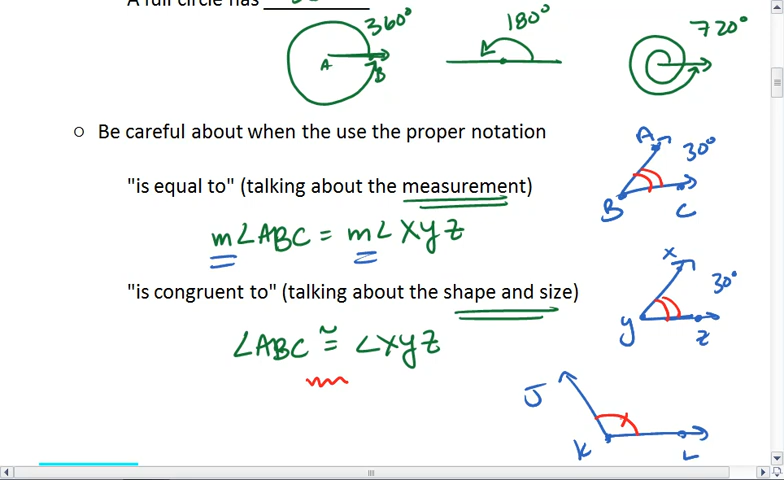 A full circle has
360° 180° 720°
A B
Be careful about when the use the proper notation
A 30°
"is equal to" (talking about the measurement)
B C
m∠ABC = m∠XYZ
X 30°
"is congruent to" (talking about the shape and size)
Y Z
∠ABC ≅ ∠XYZ
J
K L